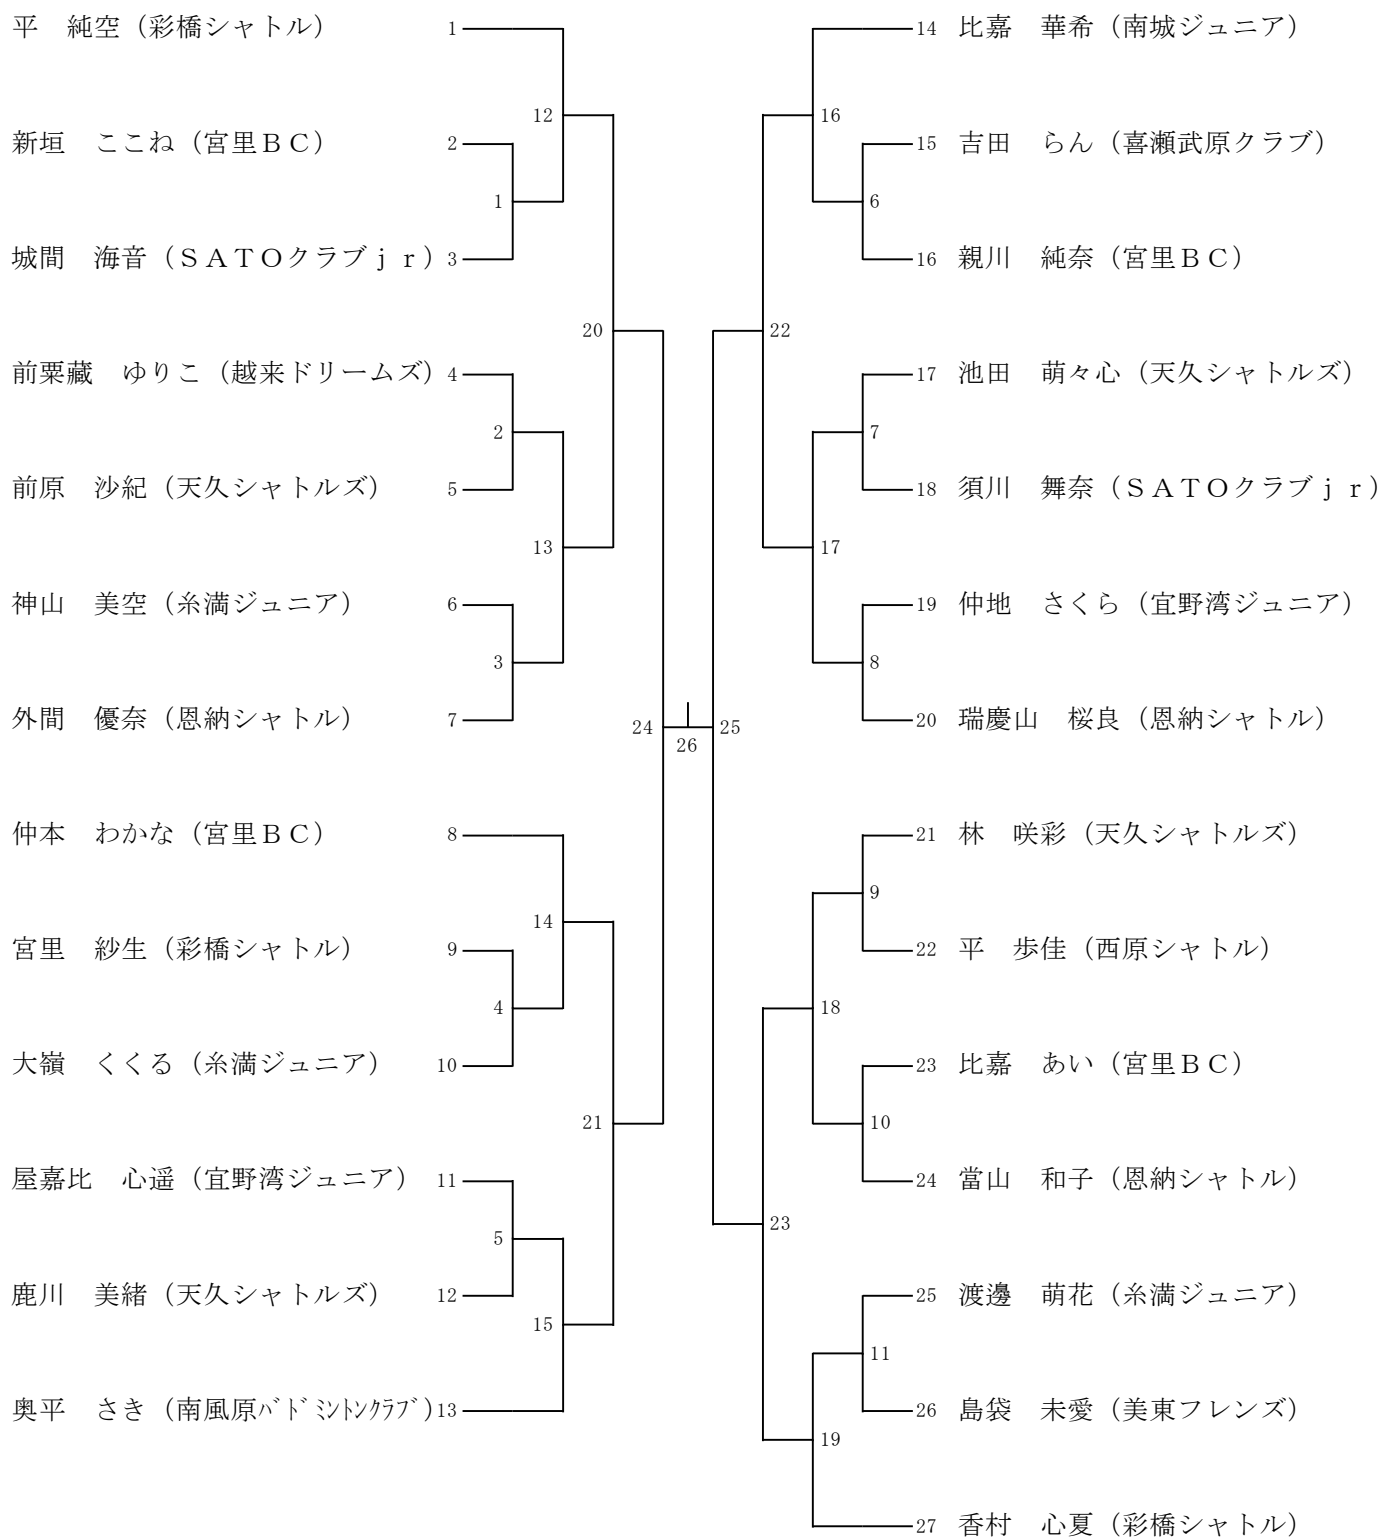 平　純空（彩橋シャトル） 1
12
新垣　ここね（宮里ＢＣ） 2
1
城間　海音（ＳＡＴＯクラブｊｒ） 3
20
前粟藏　ゆりこ（越来ドリームズ） 4
2
前原　沙紀（天久シャトルズ） 5
13
神山　美空（糸満ジュニア） 6
3
外間　優奈（恩納シャトル） 7
24
26
仲本　わかな（宮里ＢＣ） 8
14
宮里　紗生（彩橋シャトル） 9
4
大嶺　くくる（糸満ジュニア） 10
21
屋嘉比　心遥（宜野湾ジュニア） 11
5
鹿川　美緒（天久シャトルズ） 12
15
奥平　さき（南風原ﾊﾞﾄﾞﾐﾝﾄﾝｸﾗﾌﾞ） 13
14 比嘉　華希（南城ジュニア）
16
15 吉田　らん（喜瀬武原クラブ）
6
16 親川　純奈（宮里ＢＣ）
22
17 池田　萌々心（天久シャトルズ）
7
18 須川　舞奈（ＳＡＴＯクラブｊｒ）
17
19 仲地　さくら（宜野湾ジュニア）
8
20 瑞慶山　桜良（恩納シャトル）
25
21 林　咲彩（天久シャトルズ）
9
22 平　歩佳（西原シャトル）
18
23 比嘉　あい（宮里ＢＣ）
10
24 當山　和子（恩納シャトル）
23
25 渡邊　萌花（糸満ジュニア）
11
26 島袋　未愛（美東フレンズ）
19
27 香村　心夏（彩橋シャトル）